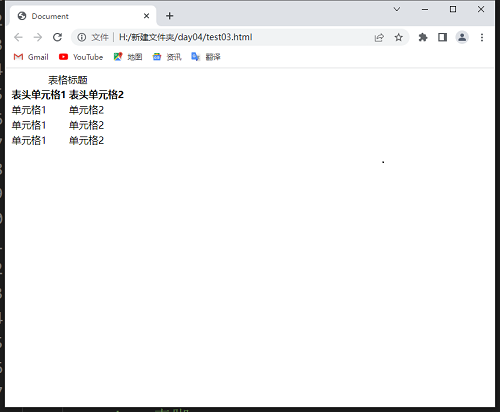 Document
文件 H:/新建文件夹/day04/test03.html
Gmail YouTube 地图 资讯 翻译
表格标题
表头单元格1 表头单元格2
单元格1 单元格2
单元格1 单元格2
单元格1 单元格2